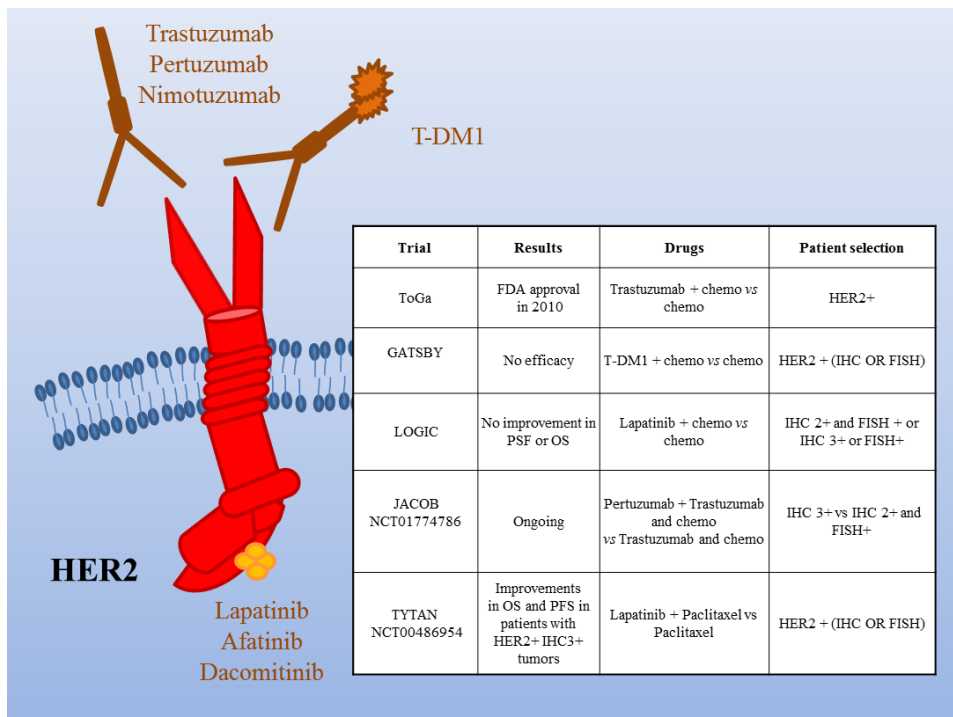 Trastuzumab
Pertuzumab
Nimotuzumab
T-DM1
Trial
Results
Drugs
Patient selection
ToGa
FDA approval
in 2010
Trastuzumab + chemo vs
chemo
HER2+
GATSBY
No efficacy
T-DM1 + chemo vs chemo
HER2 + (IHC OR FISH)
LOGIC
No improvement in
PSF or OS
Lapatinib + chemo vs
chemo
IHC 2+ and FISH + or
IHC 3+ or FISH+
JACOB
NCT01774786
Ongoing
Pertuzumab + Trastuzumab
and chemo
vs Trastuzumab and chemo
IHC 3+ vs IHC 2+ and
FISH+
TYTAN
NCT00486954
Improvements
in OS and PFS in
patients with
HER2+ IHC3+
tumors
Lapatinib + Paclitaxel vs
Paclitaxel
HER2 + (IHC OR FISH)
HER2
Lapatinib
Afatinib
Dacomitinib